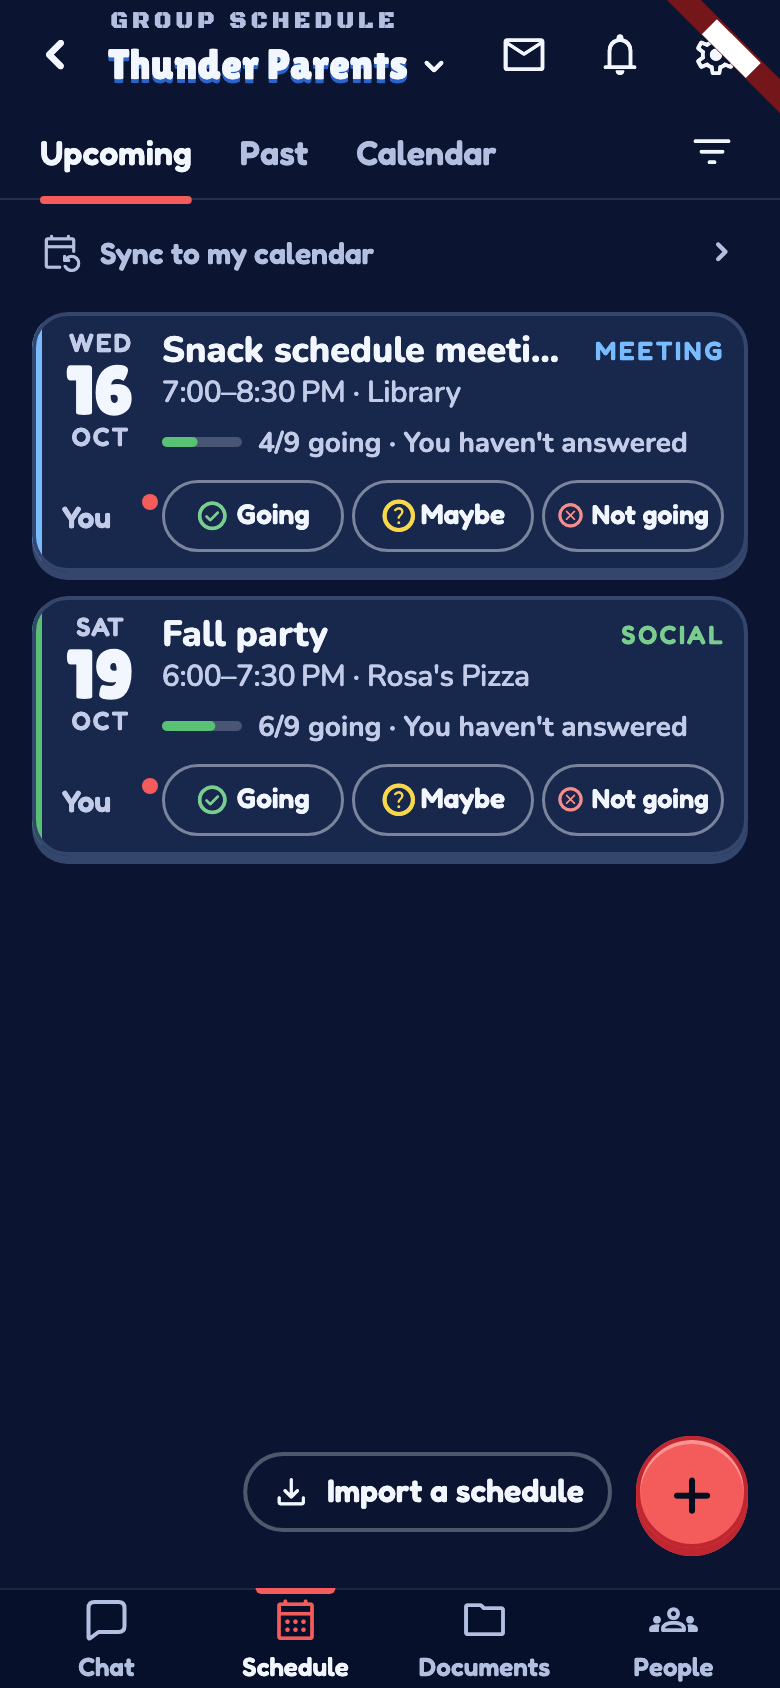 GROUP SCHEDULE
Thunder Parents
Upcoming Past Calendar
Sync to my calendar
WED
16
OCT
Snack schedule meeti... MEETING
7:00–8:30 PM · Library
4/9 going · You haven't answered
You Going Maybe Not going
SAT
19
OCT
Fall party SOCIAL
6:00–7:30 PM · Rosa's Pizza
6/9 going · You haven't answered
You Going Maybe Not going
Import a schedule
Chat Schedule Documents People